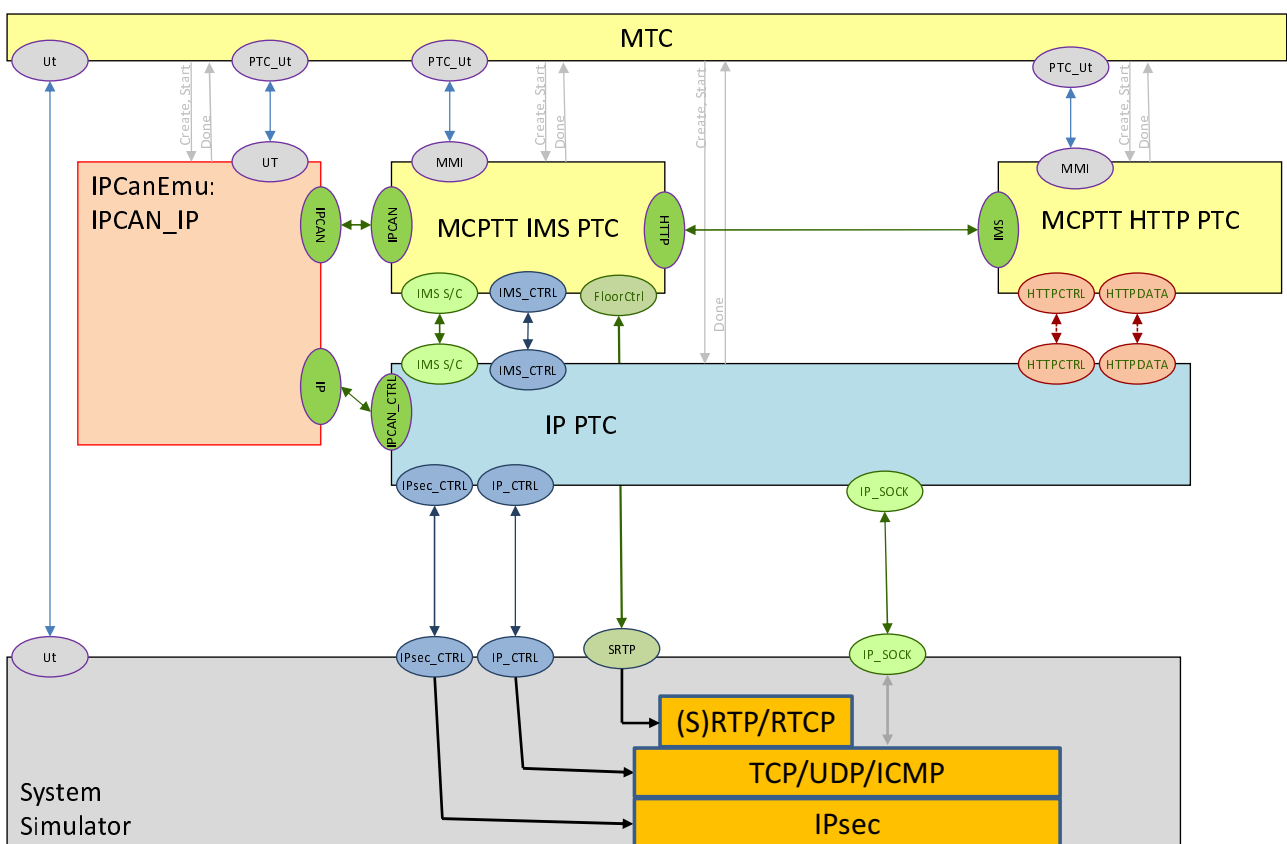 MTC
Ut
PTC_Ut
PTC_Ut
PTC_Ut
Create, Start
Done
Create, Start
Done
Create, Start
Done
Create, Start
Done
UT
MMI
MMI
IPCanEmu:
IPCAN_IP
IPCAN
IPCAN
MCPTT IMS PTC
HTTP
IMS
MCPTT HTTP PTC
IMS S/C
IMS_CTRL
FloorCtrl
HTTPCTRL
HTTPDATA
IMS S/C
IMS_CTRL
HTTPCTRL
HTTPDATA
IP
IPCAN_CTRL
IP PTC
IPsec_CTRL
IP_CTRL
IP_SOCK
Ut
IPsec_CTRL
IP_CTRL
SRTP
IP_SOCK
(S)RTP/RTCP
TCP/UDP/ICMP
IPsec
System
Simulator